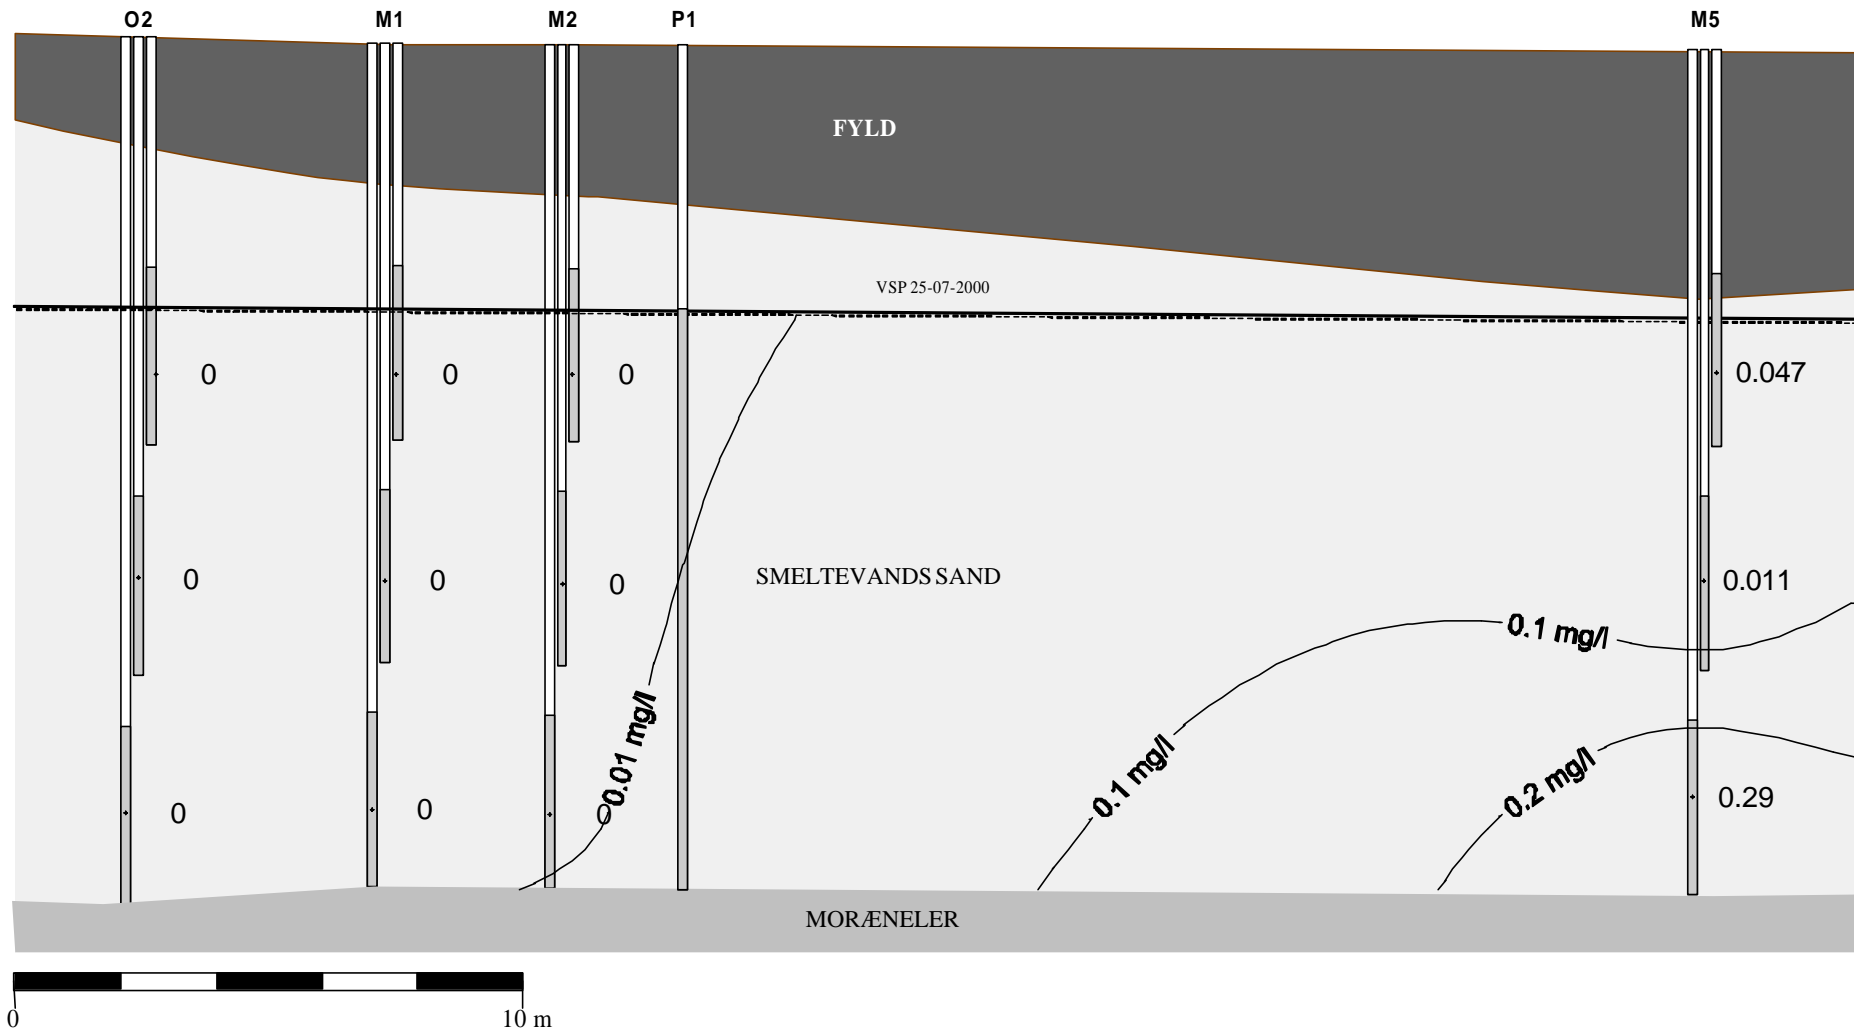 O2 M1 M2 P1 M5
FYLD
VSP 25-07-2000
0 0 0 0.047
0 0 0 SMELTEVANDS SAND 0.011
0.1 mg/l
0.01 mg/l 0.1 mg/l 0.2 mg/l
0 0 0 0.29
MORÆNELER
0 10 m